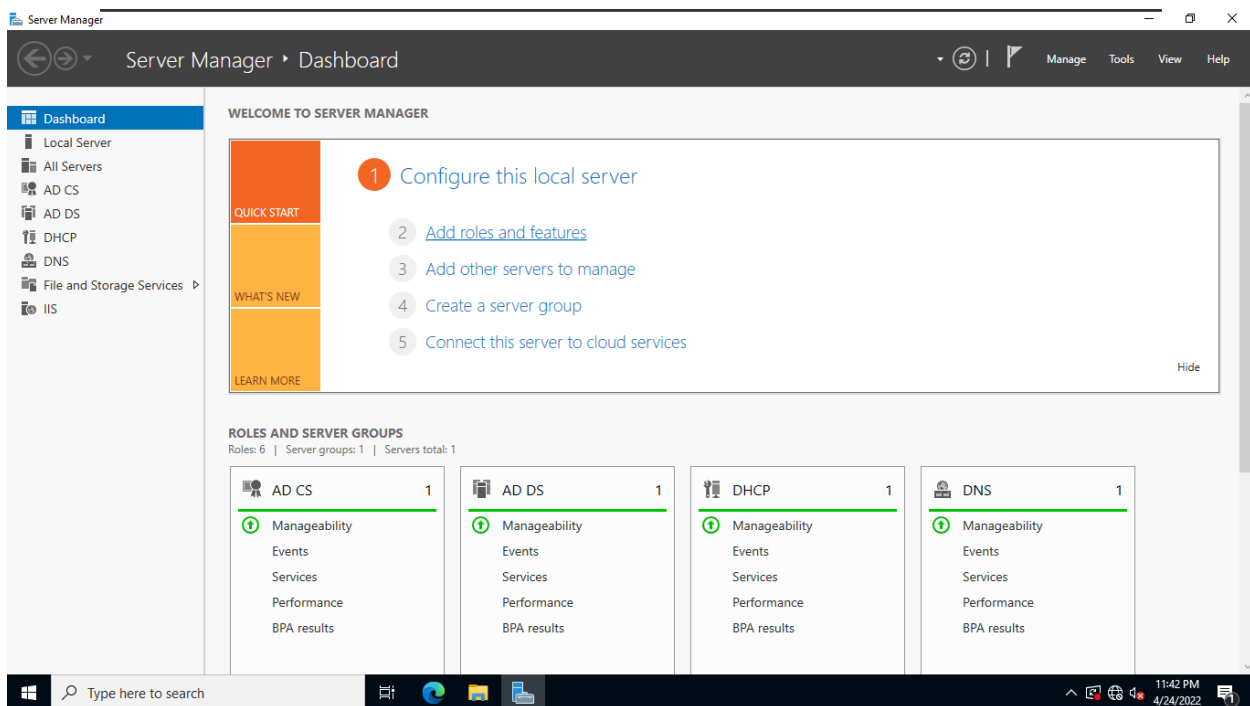 Server Manager
Server Manager ‣ Dashboard
Manage Tools View Help
Dashboard
Local Server
All Servers
AD CS
AD DS
DHCP
DNS
File and Storage Services
IIS
WELCOME TO SERVER MANAGER
QUICK START
WHAT'S NEW
LEARN MORE
1 Configure this local server
2 Add roles and features
3 Add other servers to manage
4 Create a server group
5 Connect this server to cloud services
Hide
ROLES AND SERVER GROUPS
Roles: 6 | Server groups: 1 | Servers total: 1
AD CS 1
Manageability
Events
Services
Performance
BPA results
AD DS 1
Manageability
Events
Services
Performance
BPA results
DHCP 1
Manageability
Events
Services
Performance
BPA results
DNS 1
Manageability
Events
Services
Performance
BPA results
Type here to search
11:42 PM
4/24/2022
1